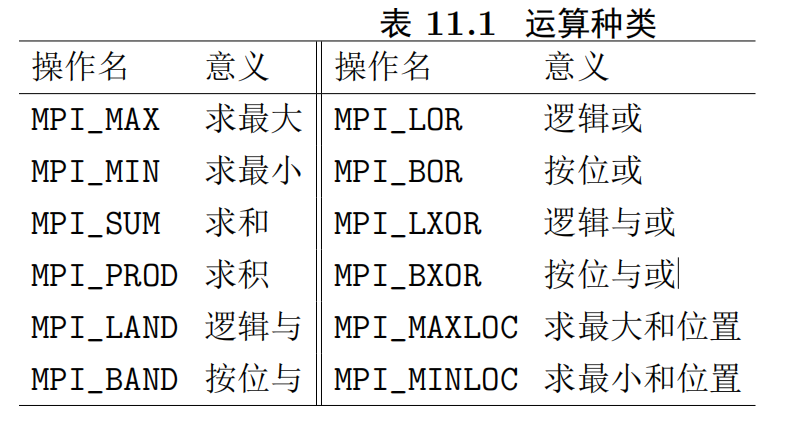 表 11.1 运算种类
操作名 意义 操作名 意义
MPI_MAX 求最大 MPI_LOR 逻辑或
MPI_MIN 求最小 MPI_BOR 按位或
MPI_SUM 求和 MPI_LXOR 逻辑与或
MPI_PROD 求积 MPI_BXOR 按位与或
MPI_LAND 逻辑与 MPI_MAXLOC 求最大和位置
MPI_BAND 按位与 MPI_MINLOC 求最小和位置